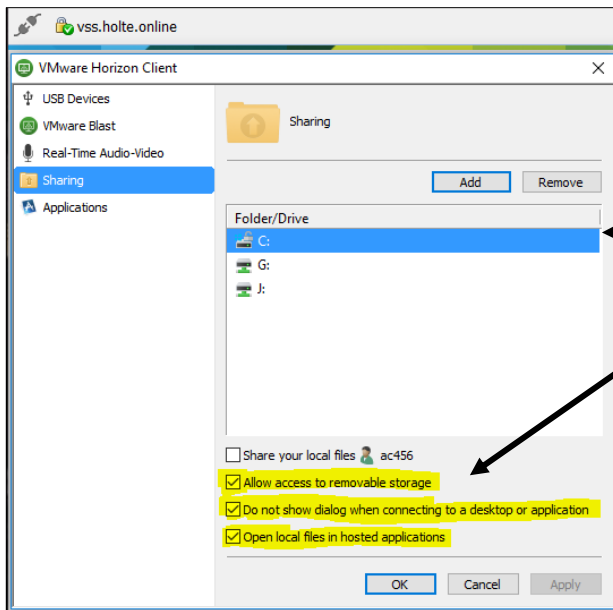 vss.holte.online
VMware Horizon Client
USB Devices
VMware Blast
Real-Time Audio-Video
Sharing
Applications
Sharing
Add Remove
Folder/Drive
C:
G:
J:
Share your local files ac456
Allow access to removable storage
Do not show dialog when connecting to a desktop or application
Open local files in hosted applications
OK Cancel Apply